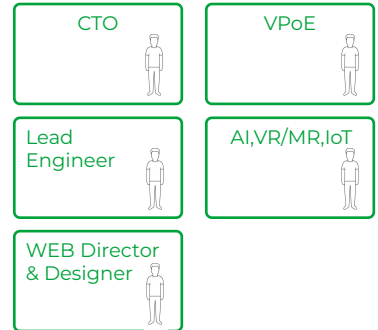 CTO
VPoE
Lead
Engineer
AI,VR/MR,IoT
WEB Director
& Designer